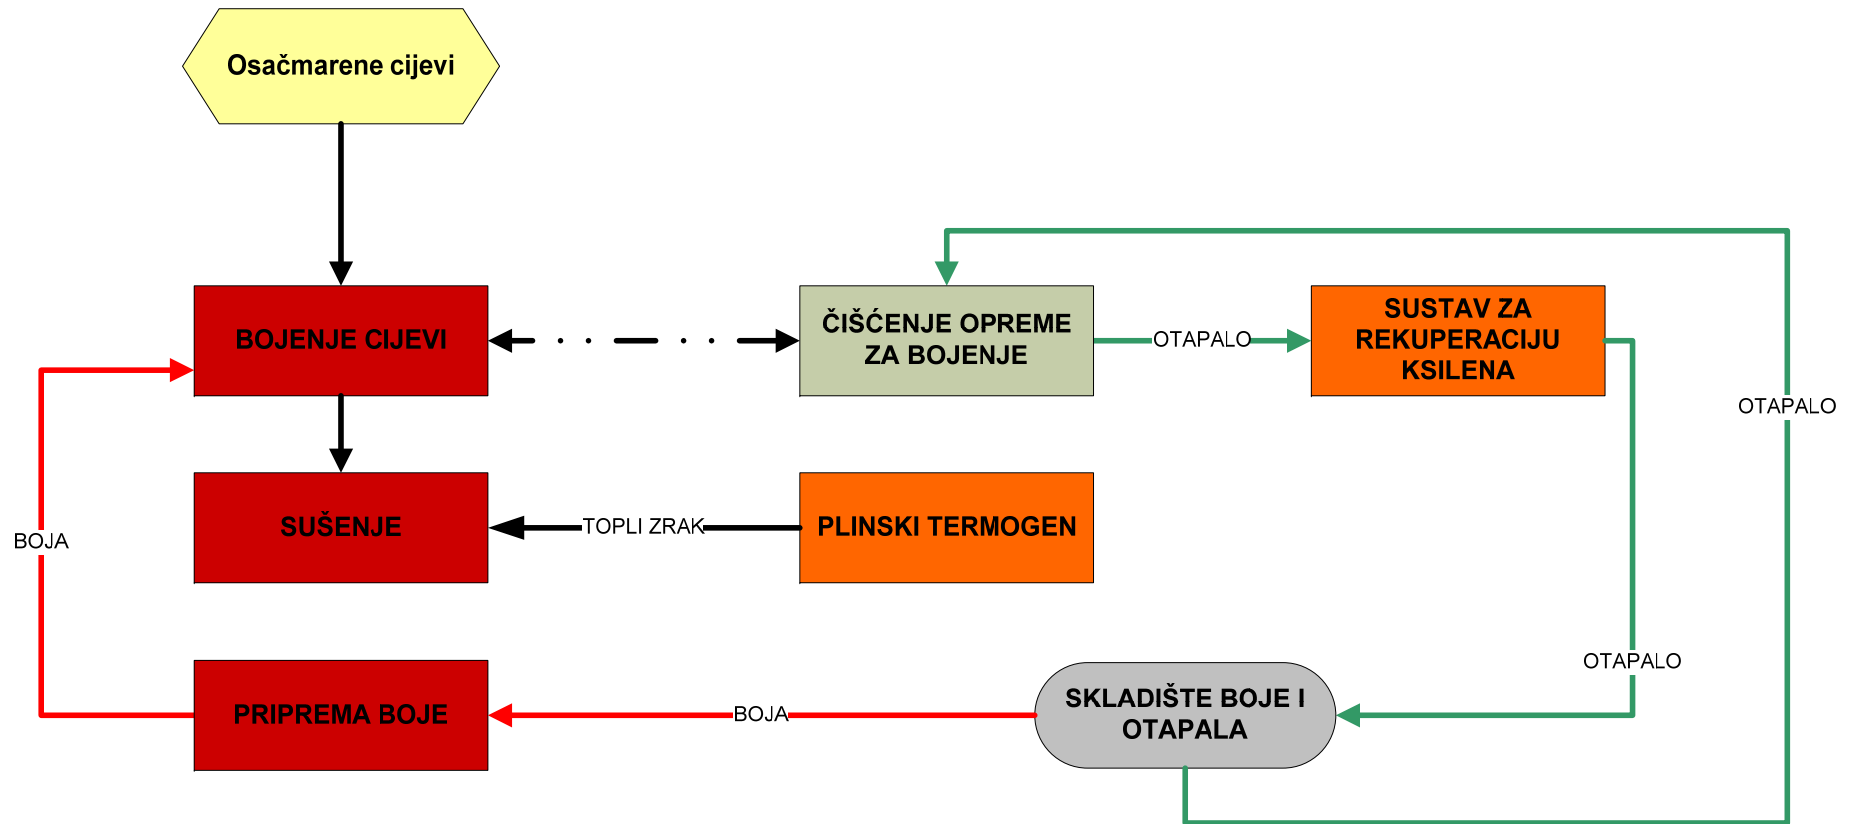 Osačmarene cijevi
BOJENJE CIJEVI
ČIŠĆENJE OPREME
ZA BOJENJE
OTAPALO
SUSTAV ZA
REKUPERACIJU
KSILENA
OTAPALO
SUŠENJE
TOPLI ZRAK
PLINSKI TERMOGEN
BOJA
OTAPALO
PRIPREMA BOJE
BOJA
SKLADIŠTE BOJE I
OTAPALA